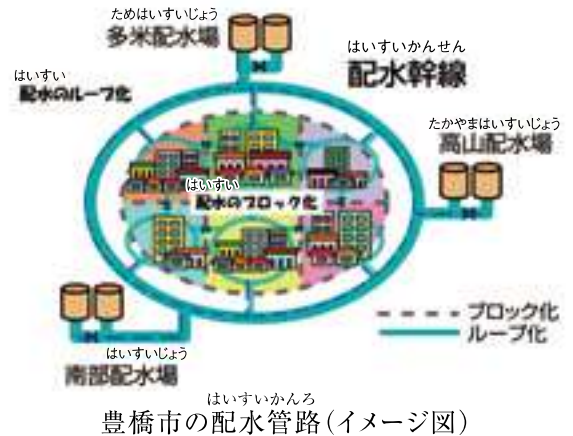 ためはいすいじょう
多米配水場
はいすいかんせん
配水幹線
はいすい
配水のループ化
たかやまはいすいじょう
高山配水場
はいすい
配水のブロック化
ブロック化
ループ化
はいすいじょう
南部配水場
はいすいかんろ
豊橋市の配水管路(イメージ図)